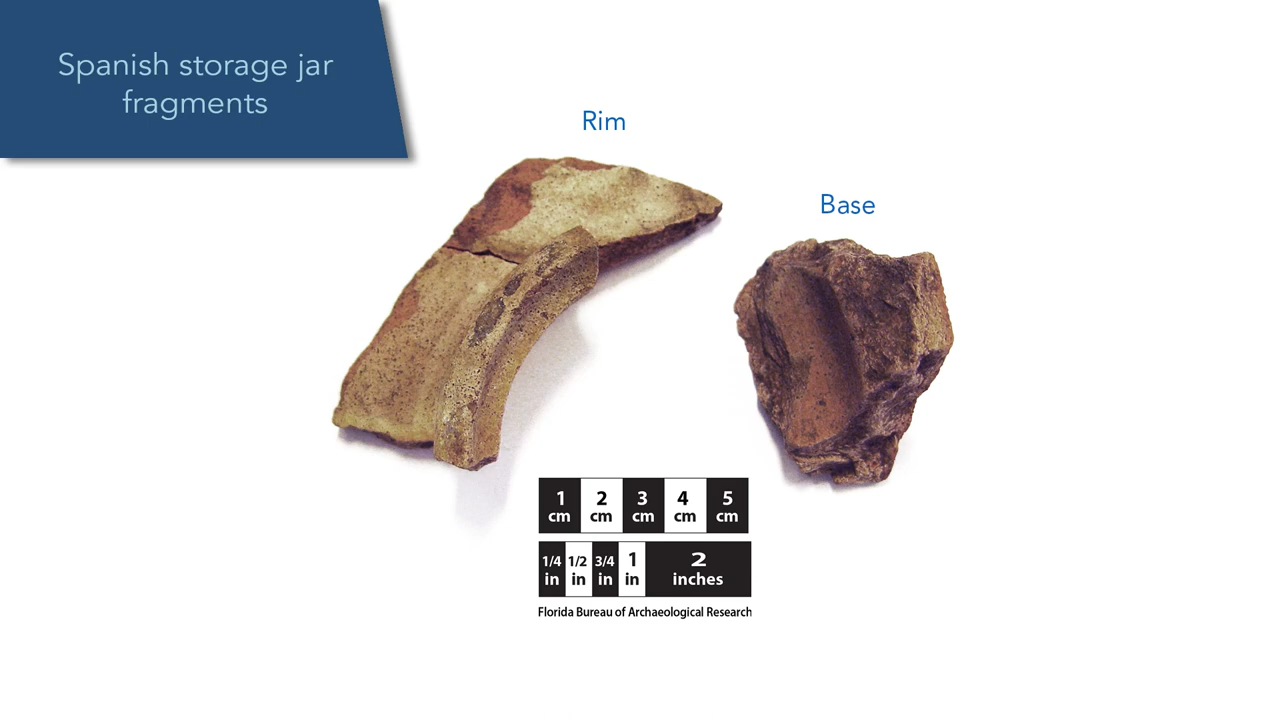 Spanish storage jar
fragments
Rim
Base
1 2 3 4 5
cm cm cm cm cm
1/4 1/2 3/4 1 2
in in in in inches
Florida Bureau of Archaeological Research